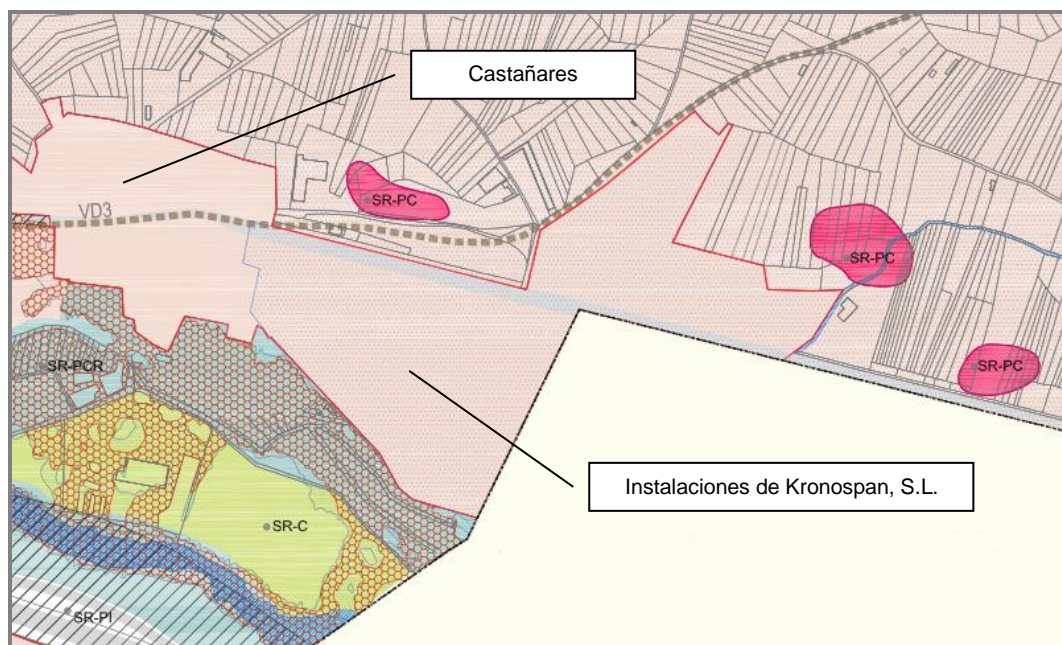 Castañares
SR-PC
VD3
SR-PC
SR-PCR
SR-PC
Instalaciones de Kronospan, S.L.
SR-C
SR-PI